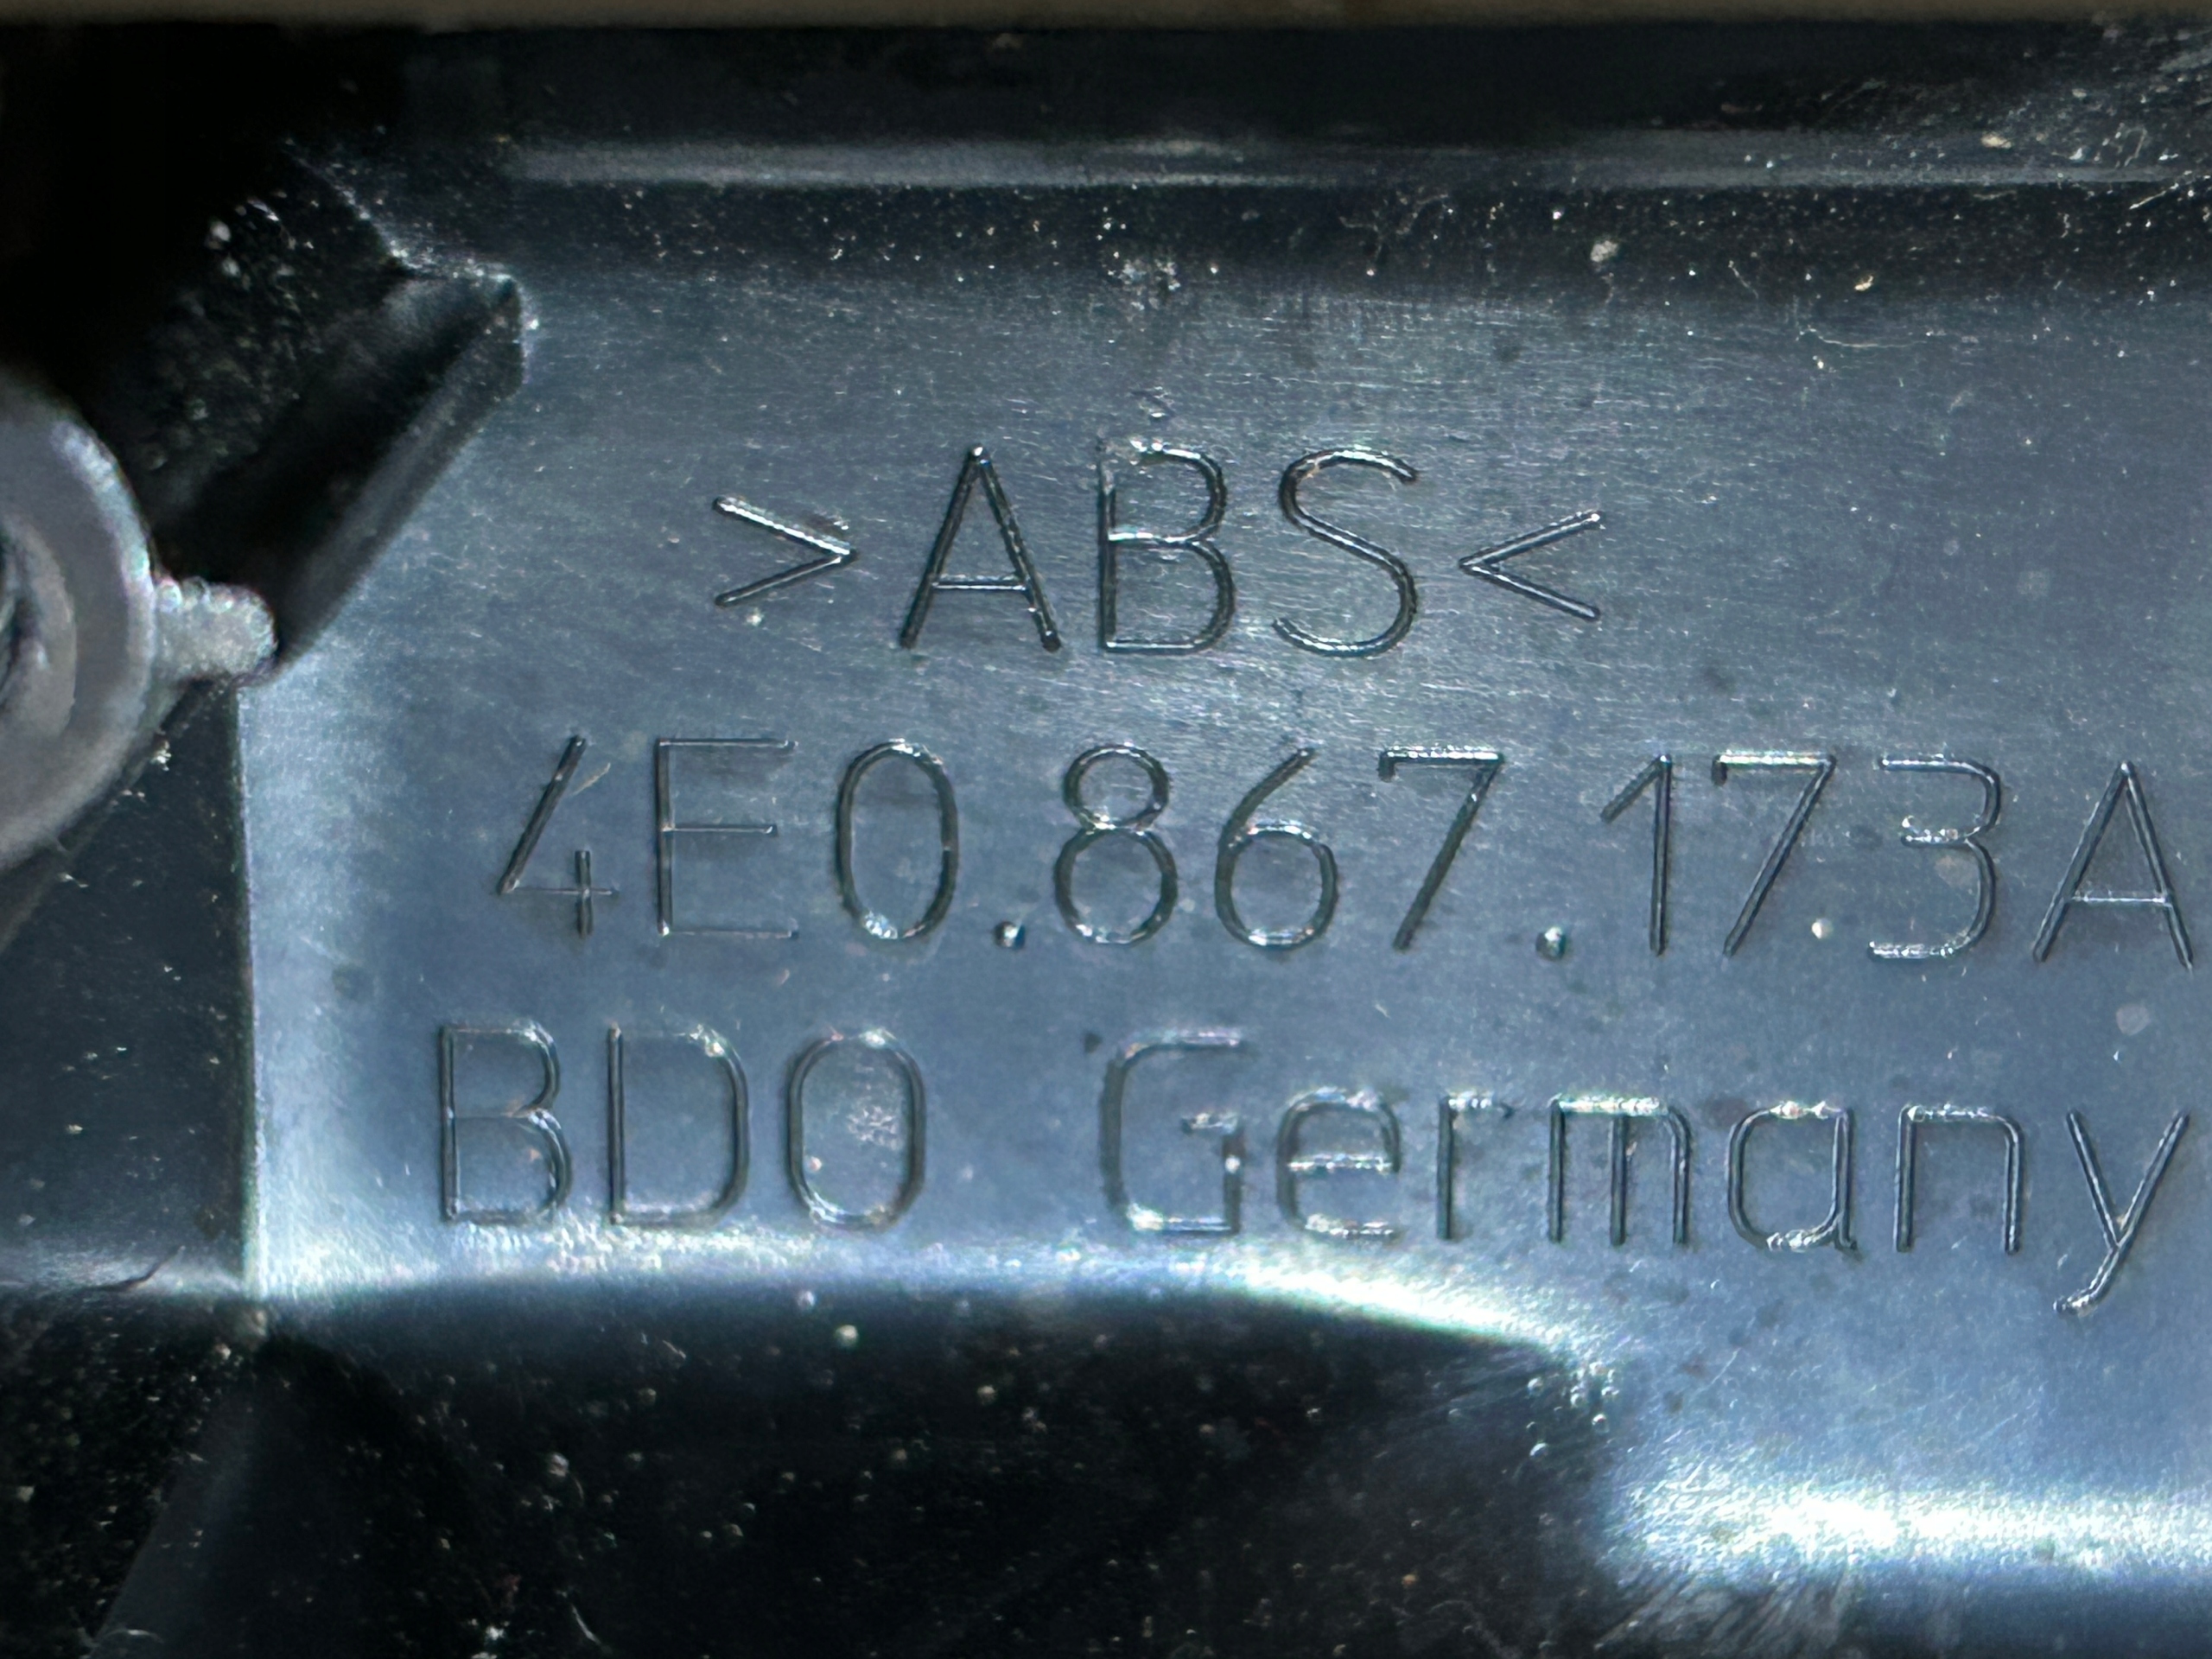 >ABS<
4E0.867.173A
BDO Germany